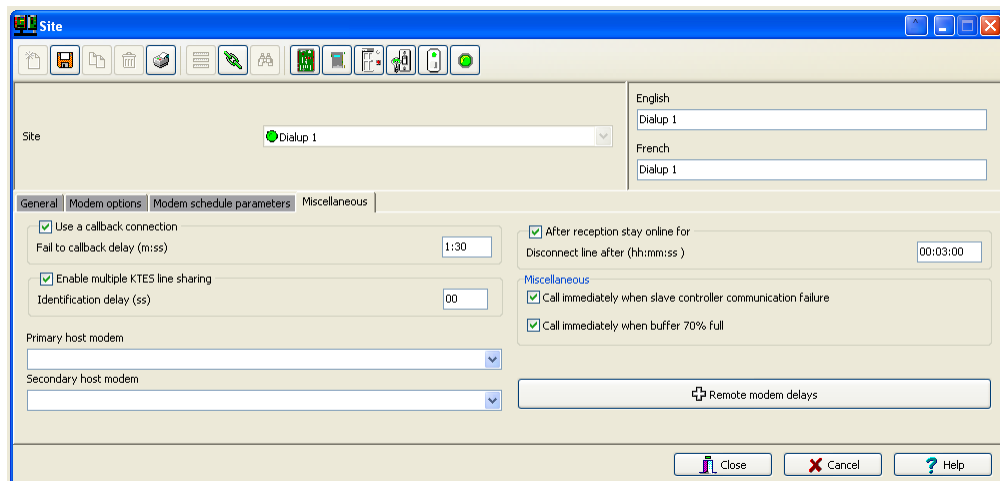 Site
English
Dialup 1
Site
Dialup 1
French
Dialup 1
General
Modem options
Modem schedule parameters
Miscellaneous
Use a callback connection
Fail to callback delay (m:ss)
1:30
Enable multiple KTES line sharing
Identification delay (ss)
00
Primary host modem
Secondary host modem
After reception stay online for
Disconnect line after (hh:mm:ss )
00:03:00
Miscellaneous
Call immediately when slave controller communication failure
Call immediately when buffer 70% full
Remote modem delays
Close
Cancel
? Help